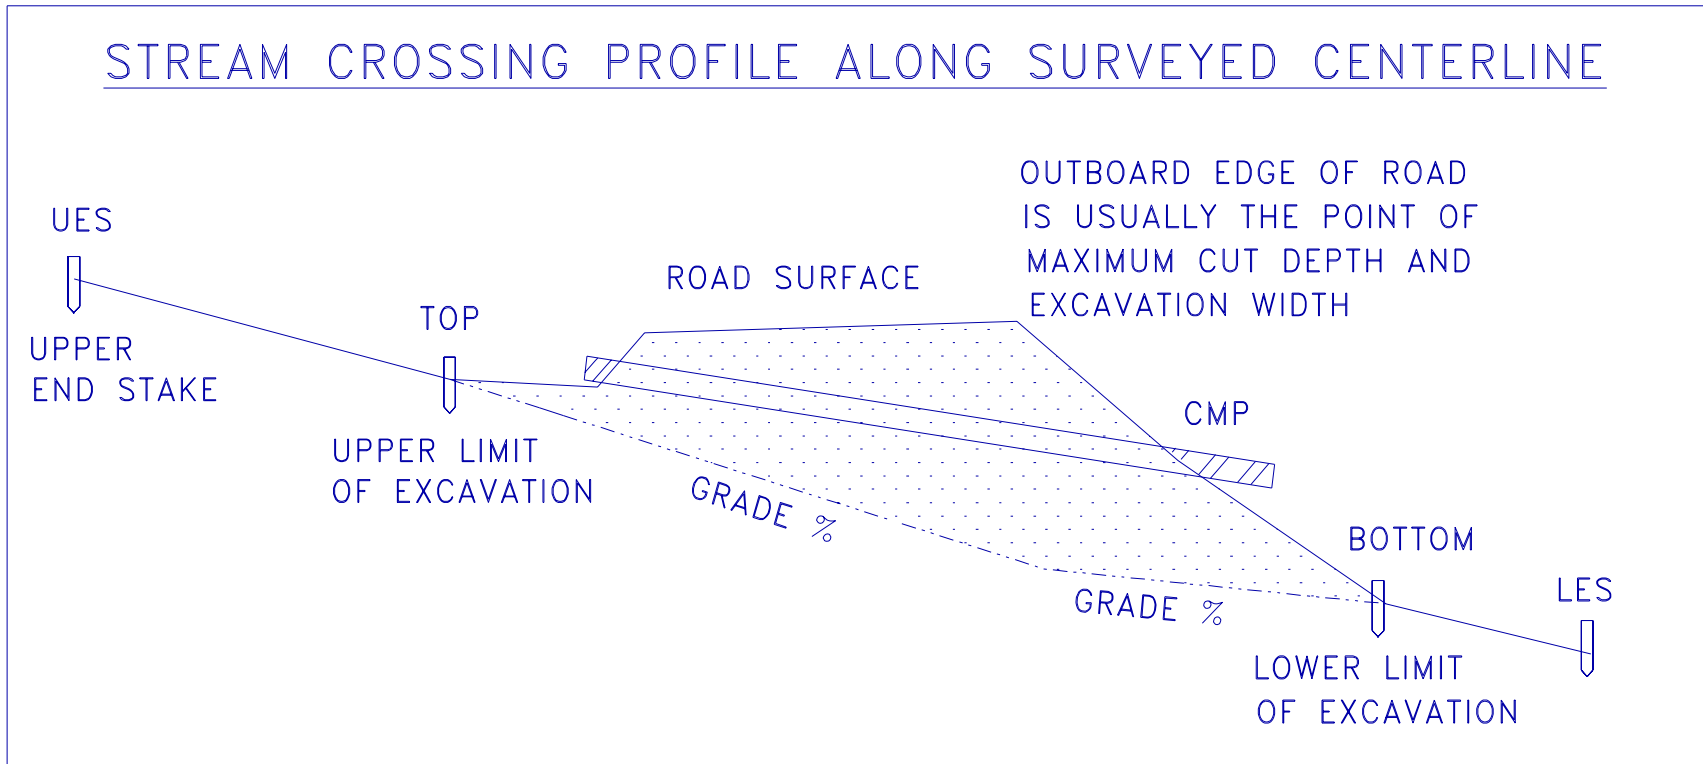 STREAM CROSSING PROFILE ALONG SURVEYED CENTERLINE
OUTBOARD EDGE OF ROAD
IS USUALLY THE POINT OF
MAXIMUM CUT DEPTH AND
EXCAVATION WIDTH
UES
ROAD SURFACE
TOP
UPPER
END STAKE
CMP
UPPER LIMIT
OF EXCAVATION
GRADE %
BOTTOM
LES
GRADE %
LOWER LIMIT
OF EXCAVATION